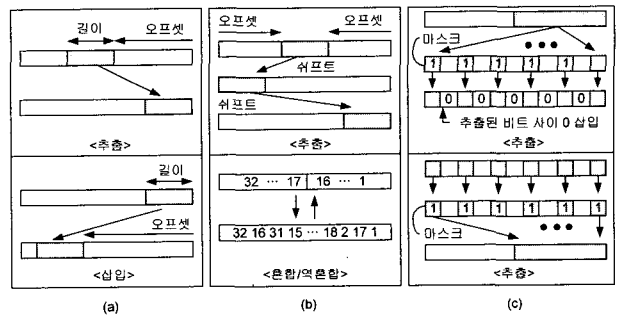 길이 오프셋
<추출>
길이
오프셋
<삽입>
(a)
오프셋 오프셋
쉬프트
쉬프트
<추출>
32 ··· 17 16 ··· 1
32 16 31 15 ··· 18 2 17 1
<혼합/역혼합>
(b)
마스크
1 1 1 1 1 1
0 0 0 0 0
추출된 비트 사이 0 삽입
<추출>
1 1 1 1 1 1
마스크
<추출>
(c)